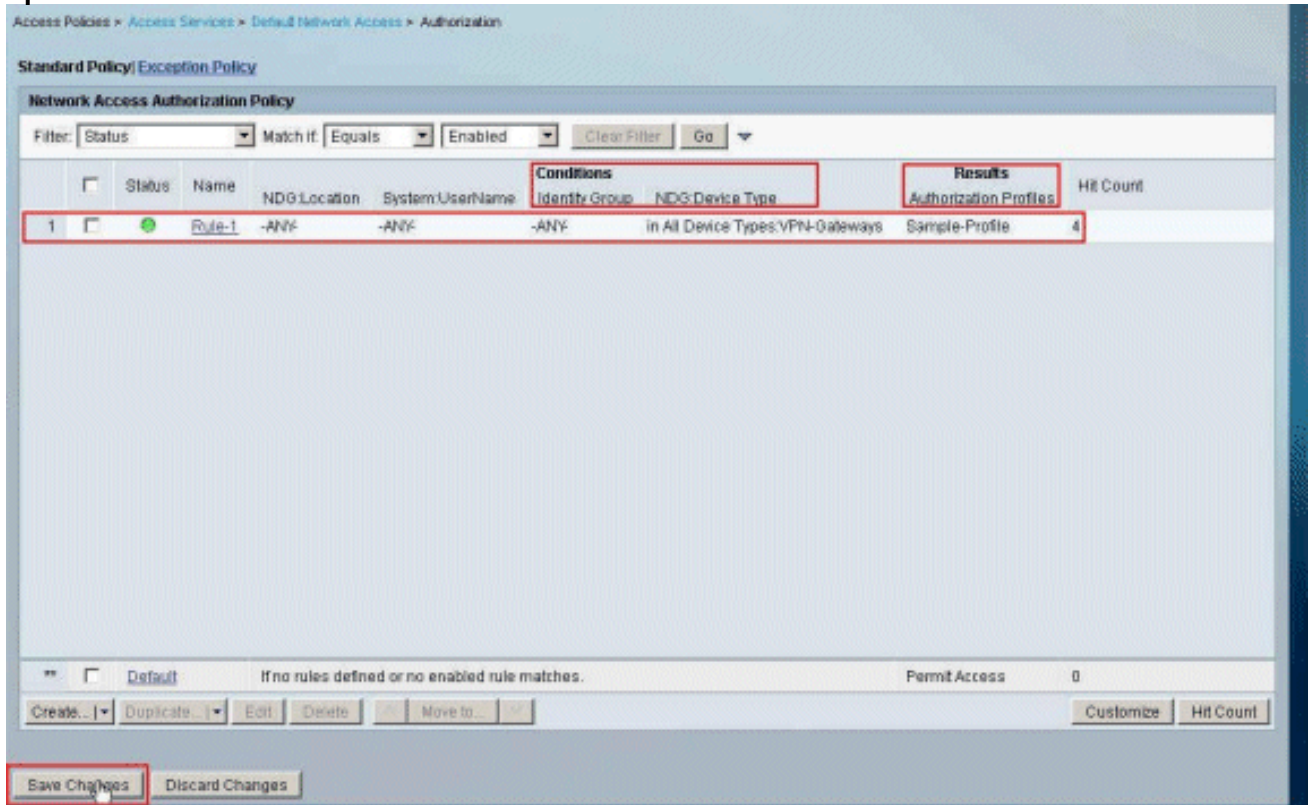 Access Policies > Access Services > Default Network Access > Authorization
Standard Policy| Exception Policy
Network Access Authorization Policy
Filter: Status Match if: Equals Enabled Clear Filter Go
Status Name Conditions Results Hit Count
NDG:Location System:UserName Identity Group NDG:Device Type Authorization Profiles
1 Rule-1 -ANY- -ANY- -ANY- in All Device Types:VPN-Gateways Sample-Profile 4
** Default If no rules defined or no enabled rule matches. Permit Access 0
Create... Duplicate... Edit Delete Move to... Customize Hit Count
Save Changes Discard Changes